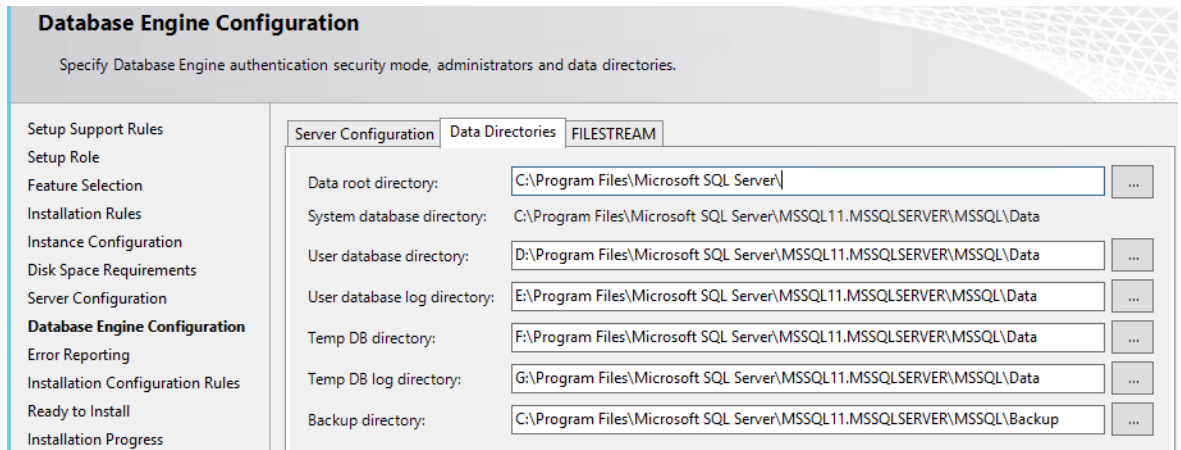 Database Engine Configuration
Specify Database Engine authentication security mode, administrators and data directories.
Setup Support Rules
Setup Role
Feature Selection
Installation Rules
Instance Configuration
Disk Space Requirements
Server Configuration
Database Engine Configuration
Error Reporting
Installation Configuration Rules
Ready to Install
Installation Progress
Server Configuration Data Directories FILESTREAM
Data root directory: C:\Program Files\Microsoft SQL Server\ ...
System database directory: C:\Program Files\Microsoft SQL Server\MSSQL11.MSSQLSERVER\MSSQL\Data
User database directory: D:\Program Files\Microsoft SQL Server\MSSQL11.MSSQLSERVER\MSSQL\Data ...
User database log directory: E:\Program Files\Microsoft SQL Server\MSSQL11.MSSQLSERVER\MSSQL\Data ...
Temp DB directory: F:\Program Files\Microsoft SQL Server\MSSQL11.MSSQLSERVER\MSSQL\Data ...
Temp DB log directory: G:\Program Files\Microsoft SQL Server\MSSQL11.MSSQLSERVER\MSSQL\Data ...
Backup directory: C:\Program Files\Microsoft SQL Server\MSSQL11.MSSQLSERVER\MSSQL\Backup ...